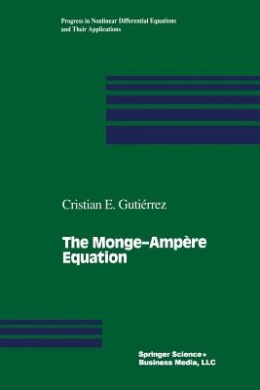 Progress in Nonlinear Differential Equations
and Their Applications
Cristian E. Gutiérrez
The Monge–Ampère
Equation
Springer Science+
Business Media, LLC